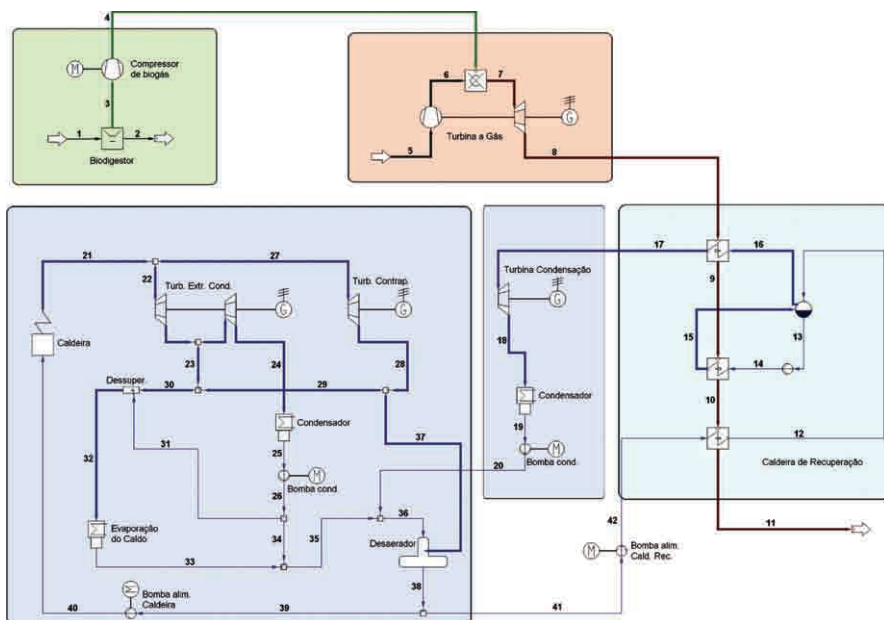 4
M
Compressor
de biogás
3
1
2
Biodigestor
6
7
G
Turbina a Gás
5
8
21
27
22
Turb. Extr. Cond.
Turb. Contrap.
G
G
Caldeira
23
24
28
Dessuper.
30
29
Condensador
31
37
32
25
M
Bomba cond.
26
Evaporação
do Caldo
34
33
35
36
Desaerador
38
M
Bomba alim.
Caldeira
40
39
41
17
Turbina Condensação
G
18
Condensador
19
M
20
Bomba cond.
16
9
15
13
14
10
12
Caldeira de Recuperação
11
42
M
Bomba alim.
Cald. Rec.